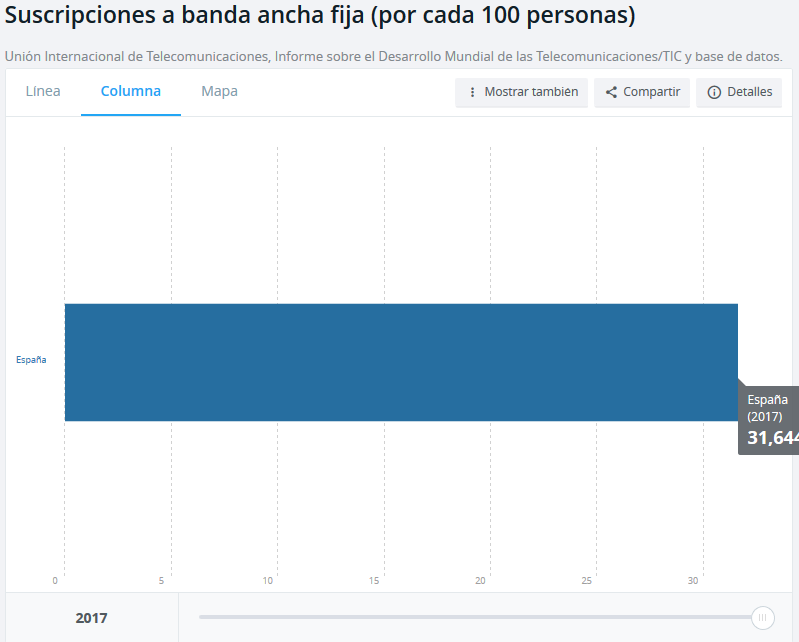 Suscripciones a banda ancha fija (por cada 100 personas)
Unión Internacional de Telecomunicaciones, Informe sobre el Desarrollo Mundial de las Telecomunicaciones/TIC y base de datos.
Línea Columna Mapa Mostrar también Compartir Detalles
España
España
(2017)
31,644
0 5 10 15 20 25 30
2017